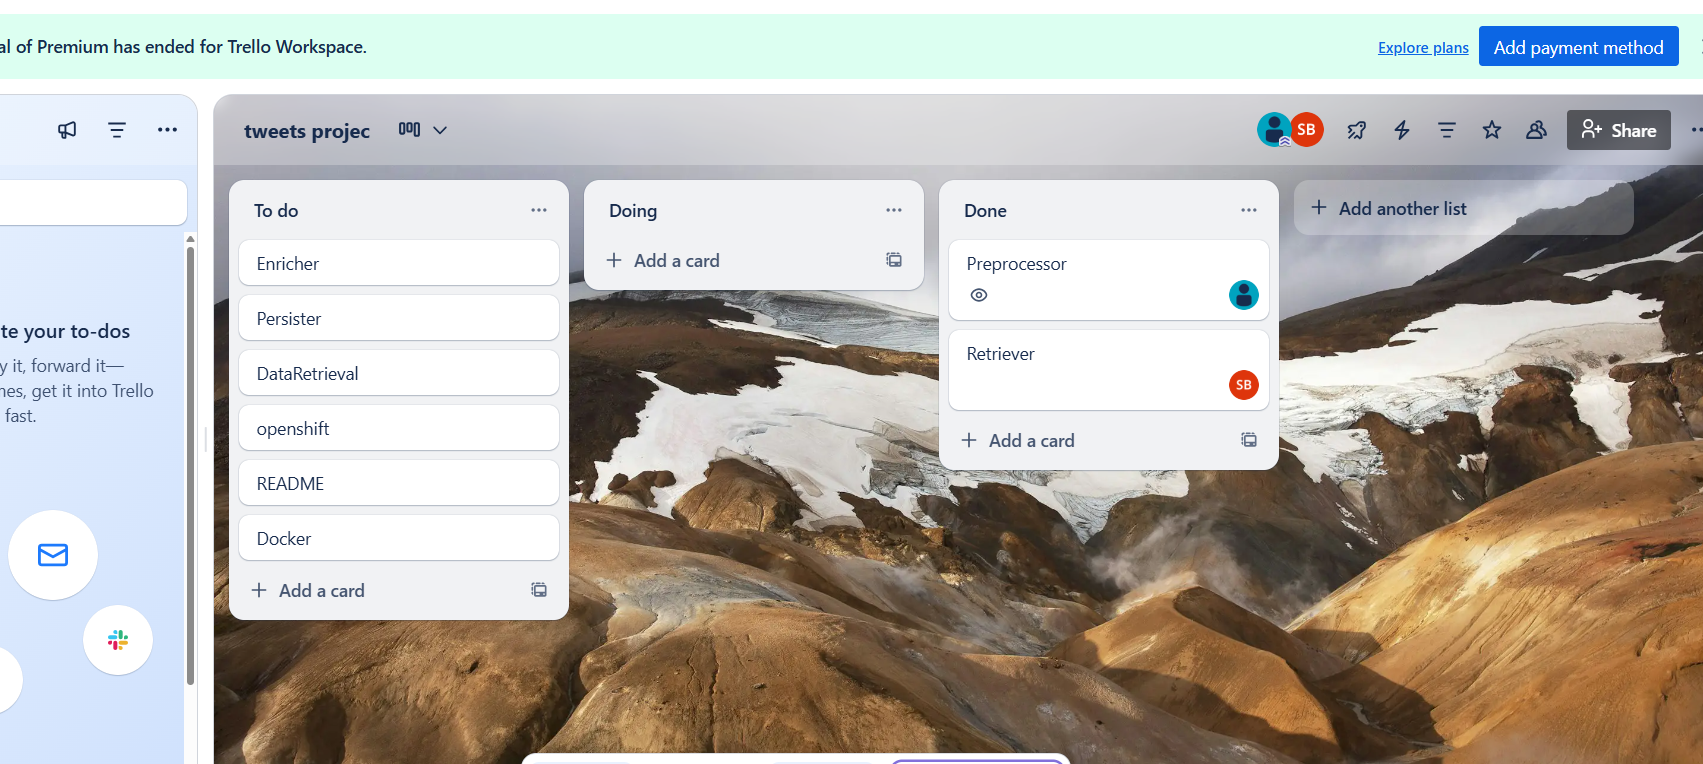 al of Premium has ended for Trello Workspace.
Explore plans
Add payment method
tweets projec
SB
Share
To do
Enricher
Persister
DataRetrieval
openshift
README
Docker
Add a card
Doing
Add a card
Done
Preprocessor
Retriever
SB
Add a card
Add another list
te your to-dos
y it, forward it—
nes, get it into Trello
fast.